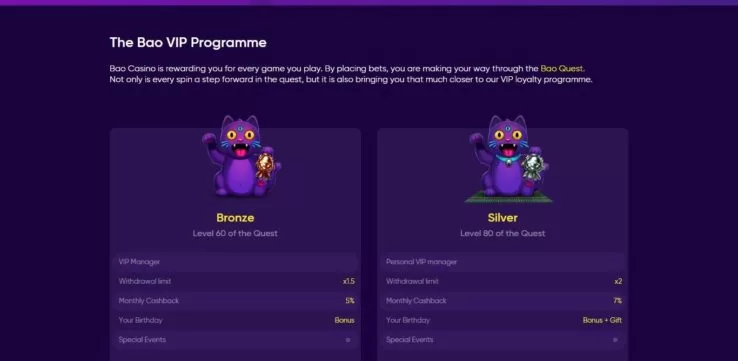 The Bao VIP Programme
Bao Casino is rewarding you for every game you play. By placing bets, you are making your way through the Bao Quest.
Not only is every spin a step forward in the quest, but it is also bringing you that much closer to our VIP loyalty programme.
Bronze
Level 60 of the Quest
VIP Manager
Withdrawal limit x1.5
Monthly Cashback 5%
Your Birthday Bonus
Special Events
Silver
Level 80 of the Quest
Personal VIP manager
Withdrawal limit x2
Monthly Cashback 7%
Your Birthday Bonus + Gift
Special Events